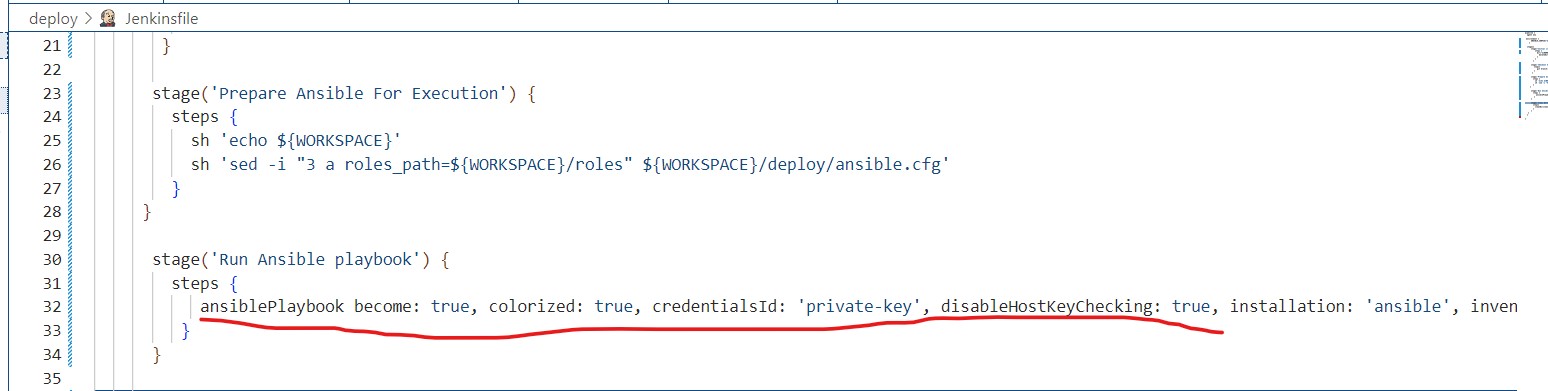 deploy > Jenkinsfile
21 }
22
23 stage('Prepare Ansible For Execution') {
24 steps {
25 sh 'echo ${WORKSPACE}'
26 sh 'sed -i "3 a roles_path=${WORKSPACE}/roles" ${WORKSPACE}/deploy/ansible.cfg'
27 }
28 }
29
30 stage('Run Ansible playbook') {
31 steps {
32 ansiblePlaybook become: true, colorized: true, credentialsId: 'private-key', disableHostKeyChecking: true, installation: 'ansible', inven
33 }
34 }
35